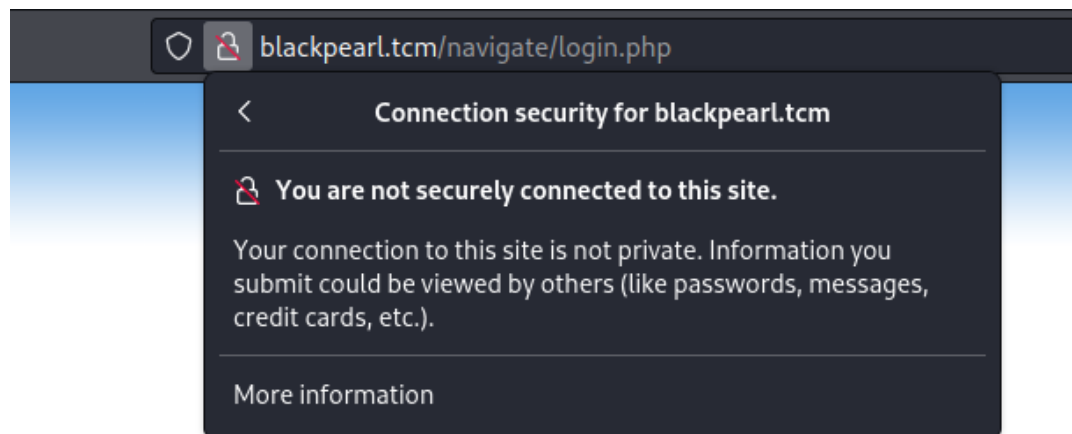 blackpearl.tcm/navigate/login.php
Connection security for blackpearl.tcm
You are not securely connected to this site.
Your connection to this site is not private. Information you
submit could be viewed by others (like passwords, messages,
credit cards, etc.).
More information